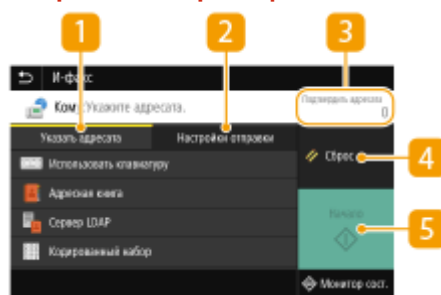 1 2 3
И-факс
Кому: Укажите адресата.
Подтвердить адресата
0
Указать адресата Настройки отправки
Использовать клавиатуру
Сброс 4
Адресная книга
Сервер LDAP
Начало 5
Кодированный набор
Монитор сост.